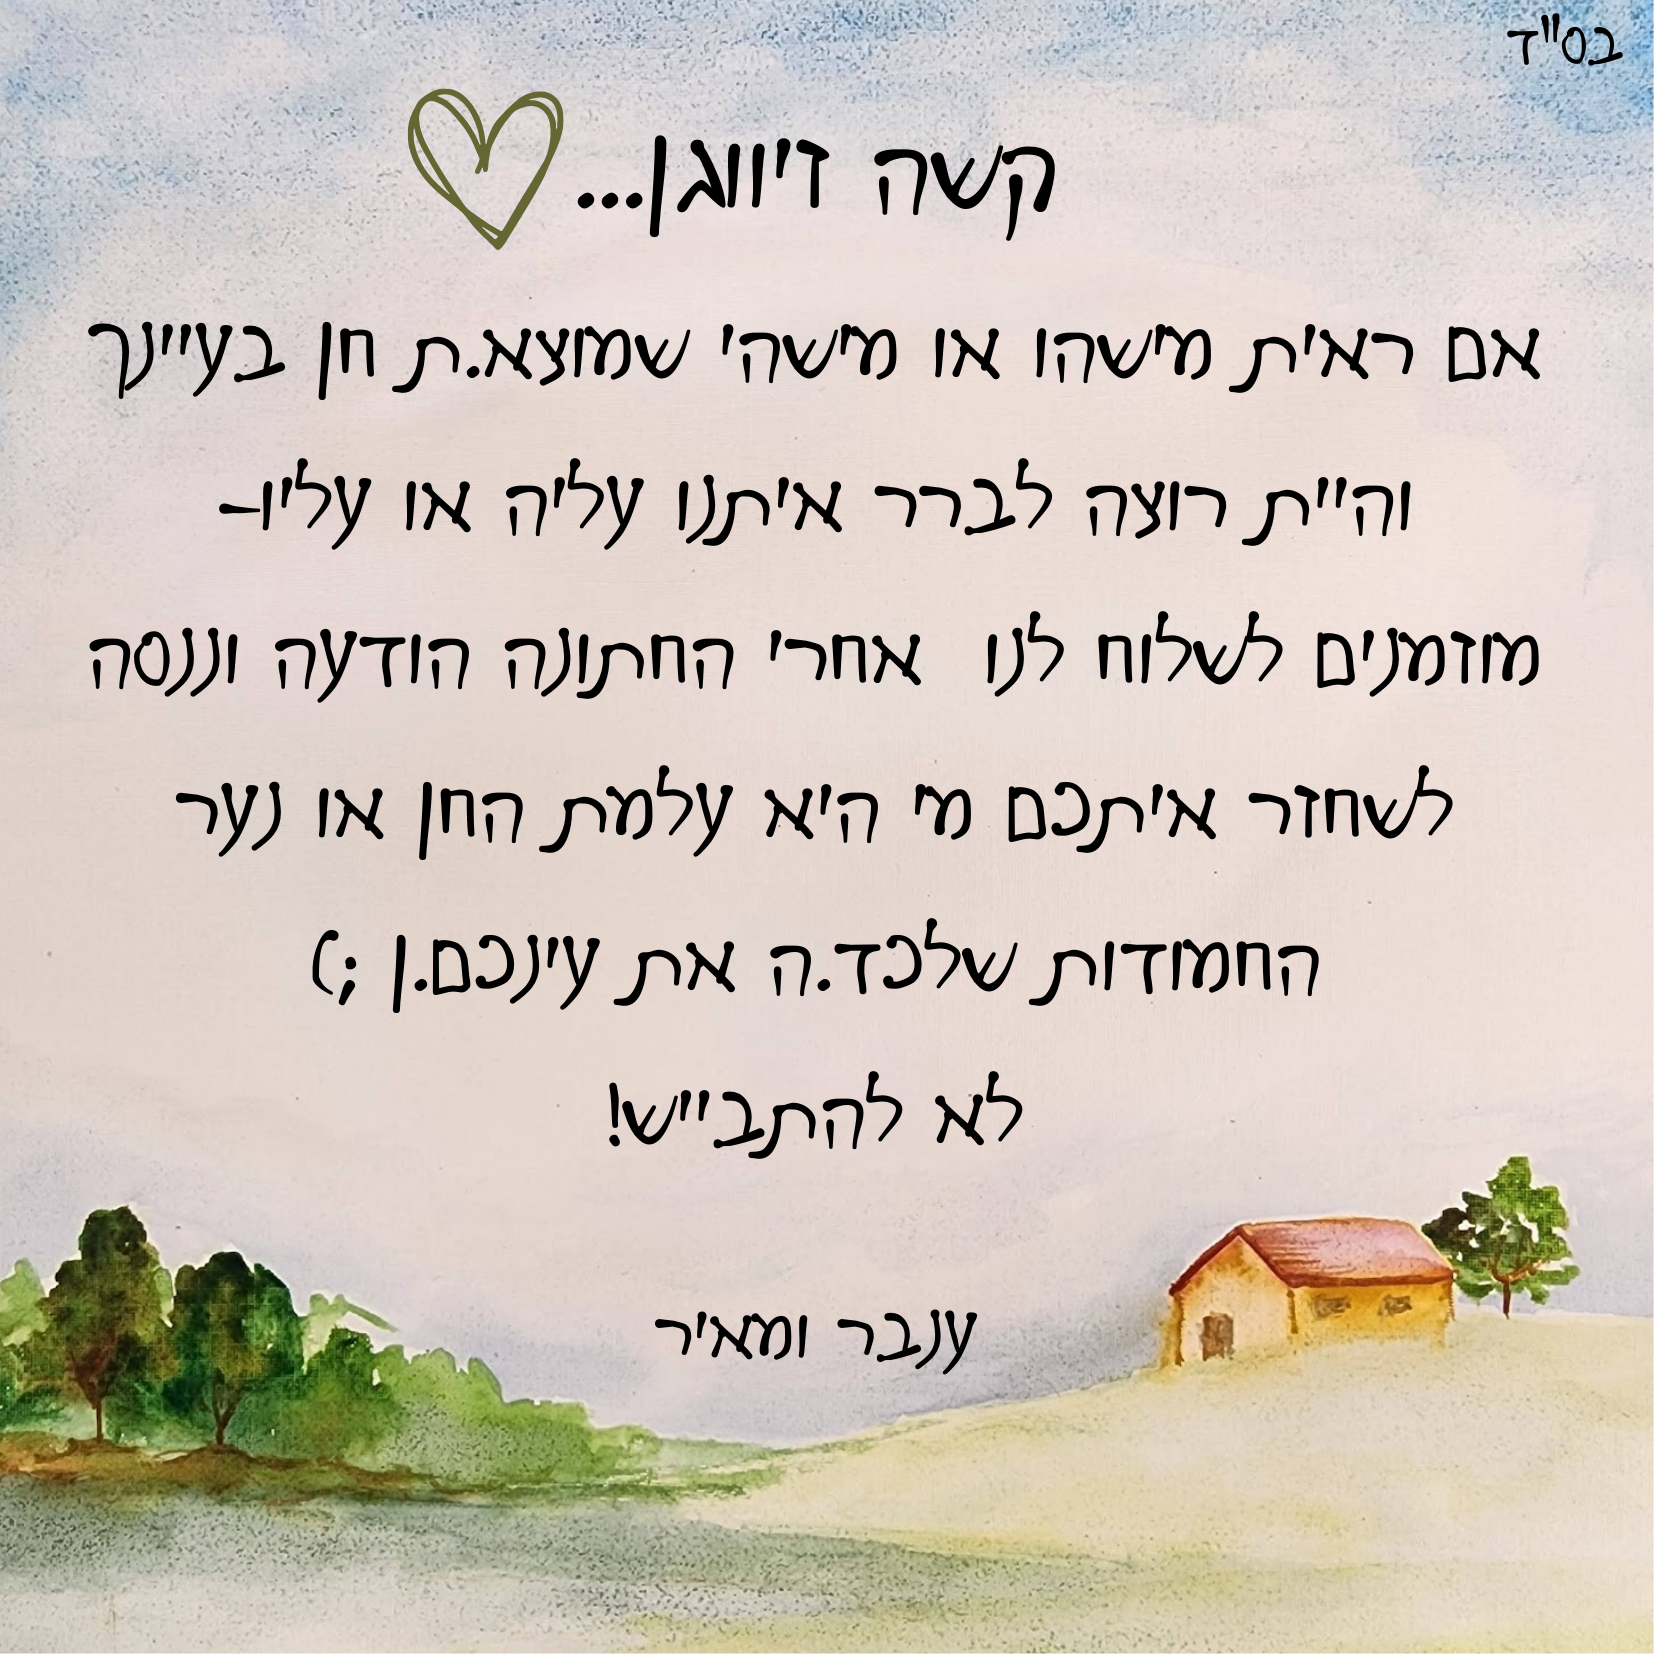 בס"ד
קשה זיווגן...
אם ראית מישהו או מישהי שמוצא.ת חן בעייניך
והיית רוצה לברר איתנו עליה או עליו-
מוזמנים לשלוח לנו אחרי החתונה הודעה וננסה
לשחזר איתכם מי היא עלמת החן או נער
החמודות שלכד.ה את עינכם.ן ;)
לא להתבייש!
ענבר ומאיר